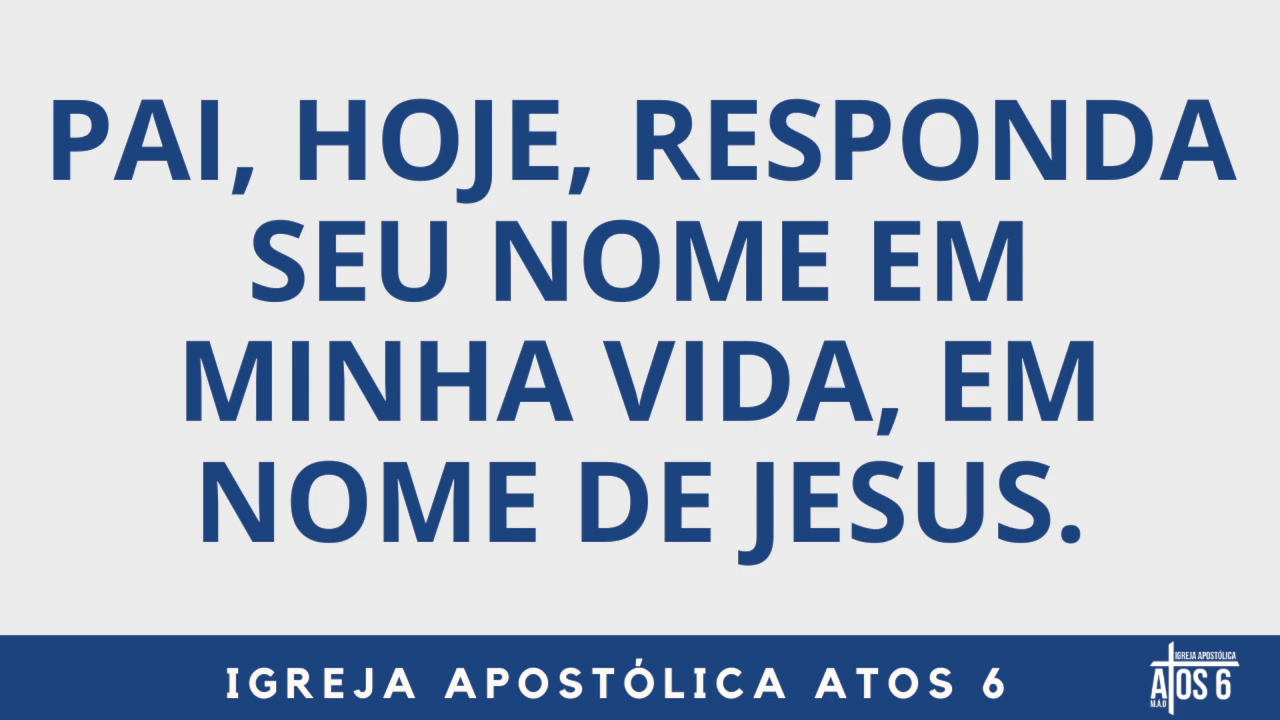 PAI, HOJE, RESPONDA
SEU NOME EM
MINHA VIDA, EM
NOME DE JESUS.
IGREJA APOSTÓLICA ATOS 6
IGREJA APOSTÓLICA
ATOS 6
M.A.O